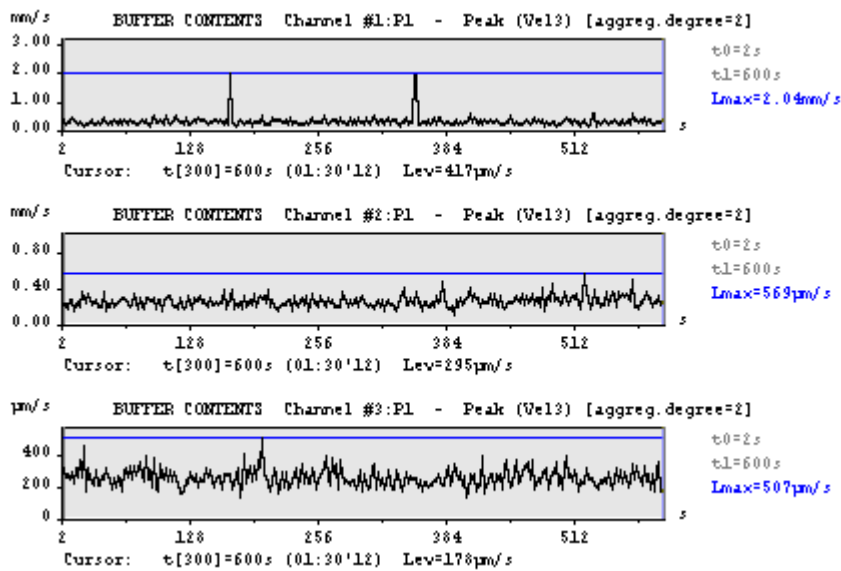 mm/s BUFFER CONTENTS Channel #1:P1 - Peak (Vel3) [aggreg.degree=2]
3.00
2.00
1.00
0.00
t0=2s
t1=600s
Lmax=2.04mm/s
s
2 128 256 384 512
Cursor: t[300]=600s (01:30'12) Lev=417µm/s
mm/s BUFFER CONTENTS Channel #2:P1 - Peak (Vel3) [aggreg.degree=2]
0.80
0.40
0.00
t0=2s
t1=600s
Lmax=569µm/s
s
2 128 256 384 512
Cursor: t[300]=600s (01:30'12) Lev=295µm/s
µm/s BUFFER CONTENTS Channel #3:P1 - Peak (Vel3) [aggreg.degree=2]
400
200
0
t0=2s
t1=600s
Lmax=507µm/s
s
2 128 256 384 512
Cursor: t[300]=600s (01:30'12) Lev=178µm/s